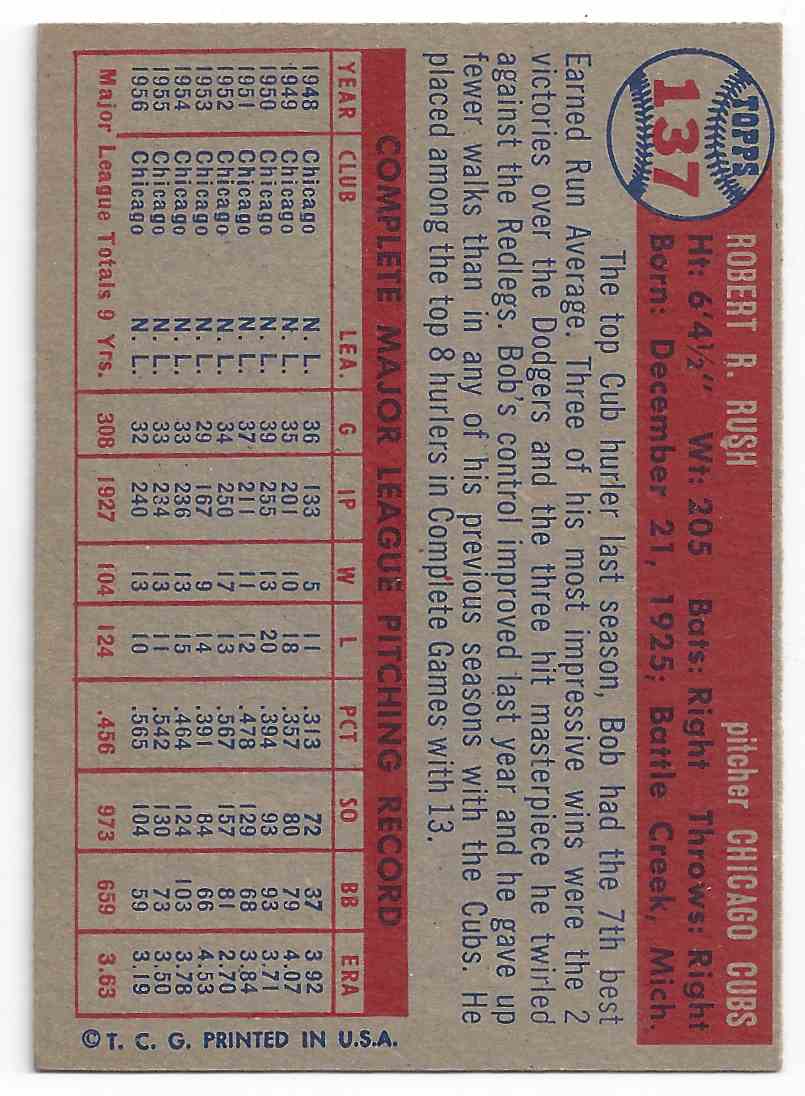 TOPPS
137
ROBERT R. RUSH pitcher CHICAGO CUBS
Ht: 6'4½" Wt: 205 Bats: Right Throws: Right
Born: December 21, 1925; Battle Creek, Mich.
The top Cub hurler last season, Bob had the 7th best
Earned Run Average. Three of his most impressive wins were the 2
victories over the Dodgers and the three hit masterpiece he twirled
against the Redlegs. Bob's control improved last year and he gave up
fewer walks than in any of his previous seasons with the Cubs. He
placed among the top 8 hurlers in Complete Games with 13.
COMPLETE MAJOR LEAGUE PITCHING RECORD
YEAR CLUB LEA. G IP W L PCT SO BB ERA
1948 Chicago N. L. 36 133 5 11 .313 72 37 3.92
1949 Chicago N. L. 35 201 10 18 .357 80 79 4.07
1950 Chicago N. L. 39 255 13 20 .394 93 93 3.71
1951 Chicago N. L. 37 211 11 12 .478 129 68 3.84
1952 Chicago N. L. 34 250 17 13 .567 157 81 2.70
1953 Chicago N. L. 29 167 9 14 .391 84 66 4.53
1954 Chicago N. L. 33 236 13 15 .464 124 103 3.78
1955 Chicago N. L. 33 234 13 11 .542 130 73 3.50
1956 Chicago N. L. 32 240 13 10 .565 104 59 3.19
Major League Totals 9 Yrs. 308 1927 104 124 .456 973 659 3.63
© T. C. G. PRINTED IN U.S.A.